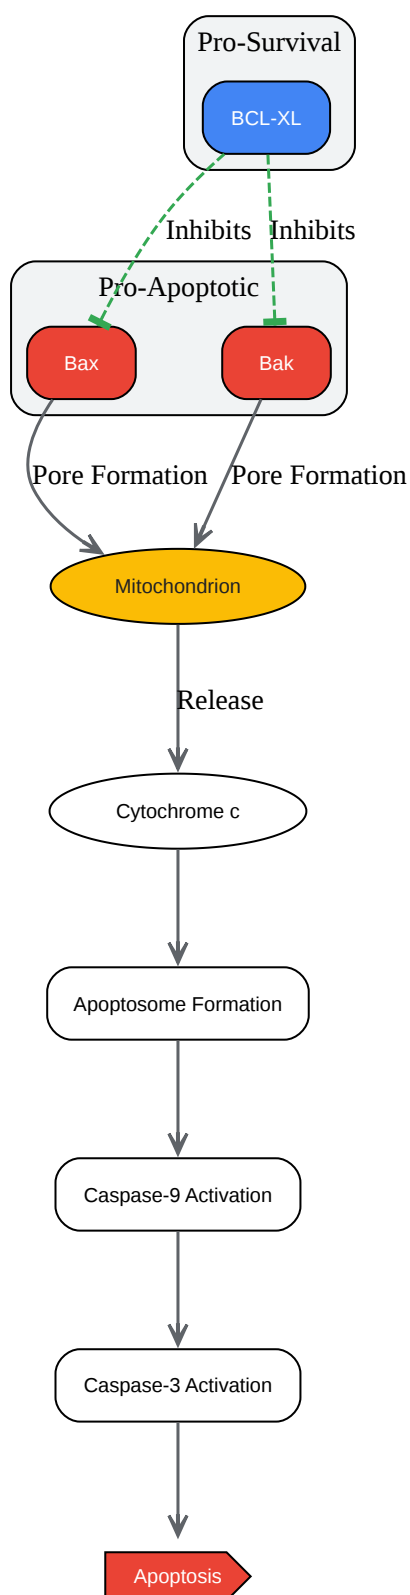 Pro-Survival
BCL-XL
Inhibits Inhibits
Pro-Apoptotic
Bax Bak
Pore Formation Pore Formation
Mitochondrion
Release
Cytochrome c
Apoptosome Formation
Caspase-9 Activation
Caspase-3 Activation
Apoptosis